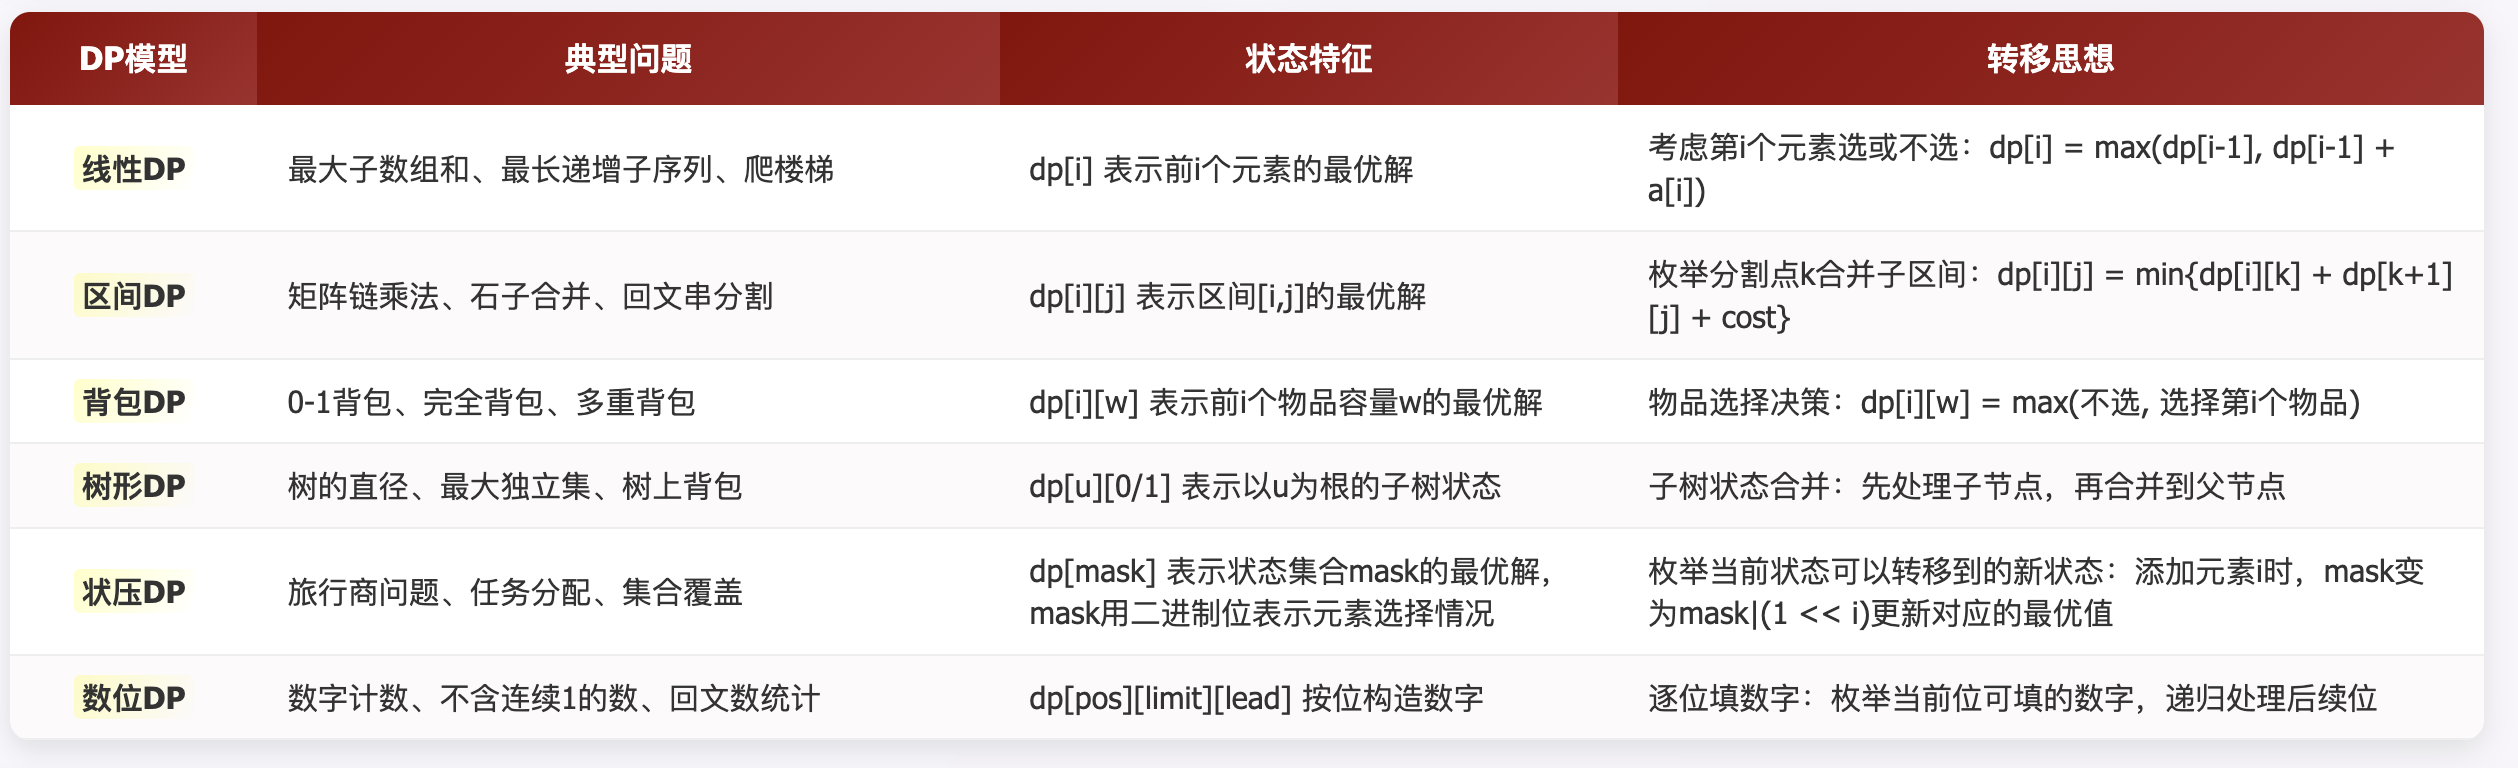 DP模型 典型问题 状态特征 转移思想
线性DP 最大子数组和、最长递增子序列、爬楼梯 dp[i] 表示前i个元素的最优解 考虑第i个元素选或不选：dp[i] = max(dp[i-1], dp[i-1] +
a[i])
区间DP 矩阵链乘法、石子合并、回文串分割 dp[i][j] 表示区间[i,j]的最优解 枚举分割点k合并子区间：dp[i][j] = min{dp[i][k] + dp[k+1]
[j] + cost}
背包DP 0-1背包、完全背包、多重背包 dp[i][w] 表示前i个物品容量w的最优解 物品选择决策：dp[i][w] = max(不选, 选择第i个物品)
树形DP 树的直径、最大独立集、树上背包 dp[u][0/1] 表示以u为根的子树状态 子树状态合并：先处理子节点，再合并到父节点
状压DP 旅行商问题、任务分配、集合覆盖 dp[mask] 表示状态集合mask的最优解，
mask用二进制位表示元素选择情况 枚举当前状态可以转移到的新状态：添加元素i时，mask变
为mask|(1 << i)更新对应的最优值
数位DP 数字计数、不含连续1的数、回文数统计 dp[pos][limit][lead] 按位构造数字 逐位填数字：枚举当前位可填的数字，递归处理后续位